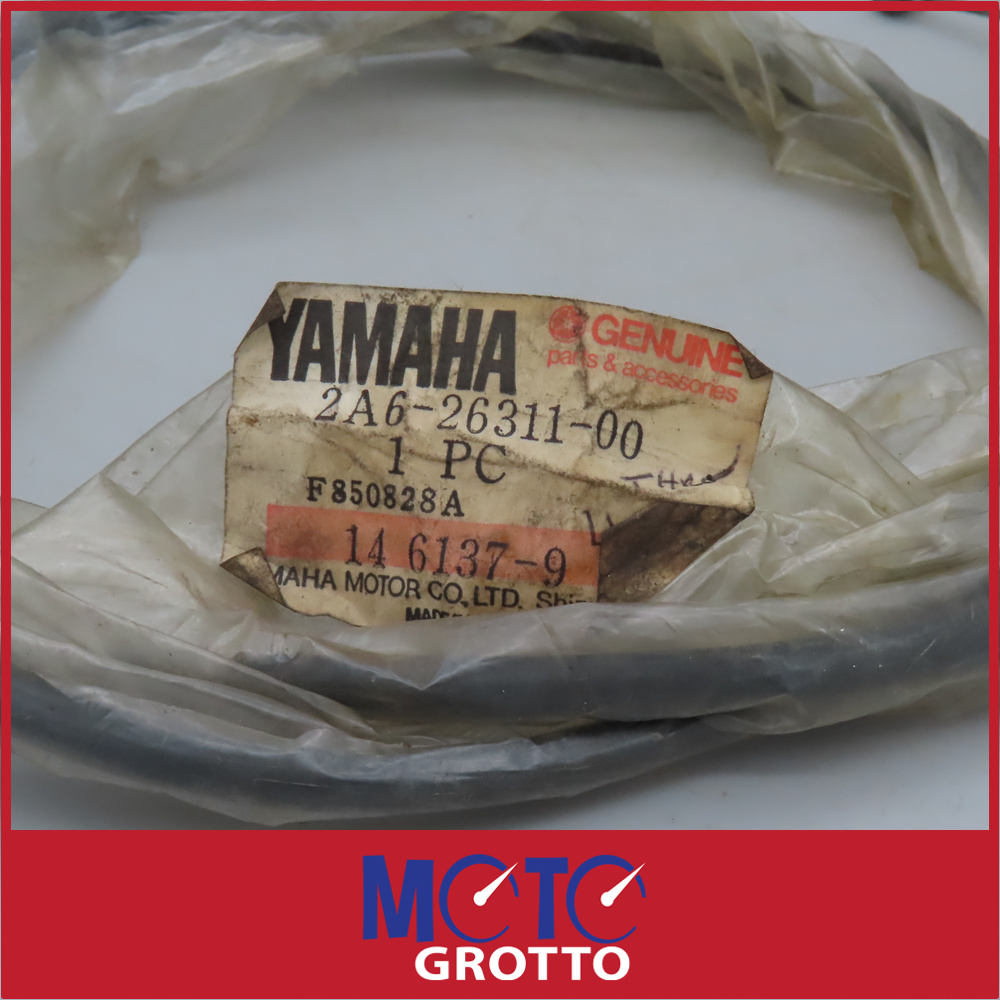 YAMAHA
GENUINE
parts & accessories
2A6-26311-00
1 PC
F850828A
14 6137-9
MAHA MOTOR CO., LTD.
MOTO
GROTTO